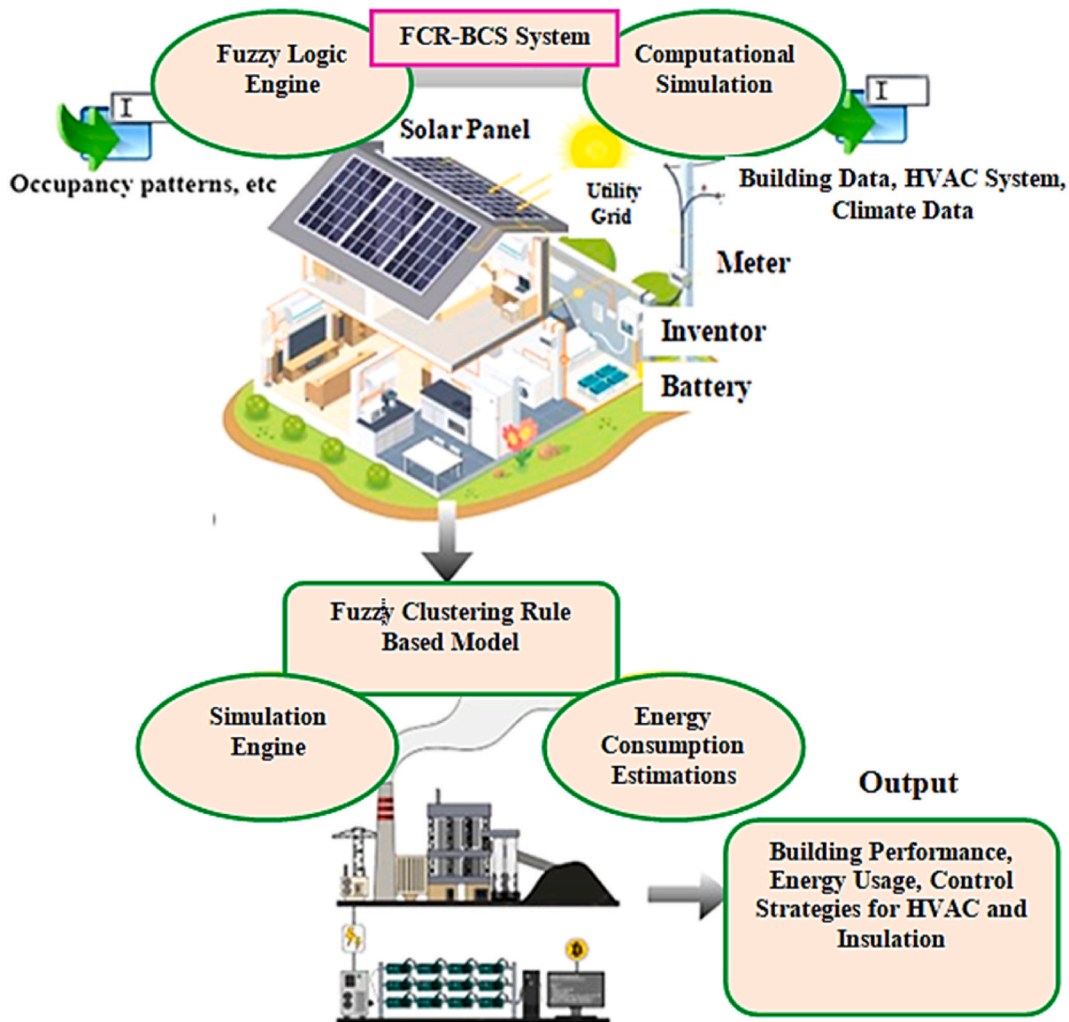 FCR-BCS System
Fuzzy Logic
Engine
Computational
Simulation
I
I
Solar Panel
Occupancy patterns, etc
Utility
Grid
Building Data, HVAC System,
Climate Data
Meter
Inventor
Battery
Fuzzy Clustering Rule
Based Model
Simulation
Engine
Energy
Consumption
Estimations
Output
Building Performance,
Energy Usage, Control
Strategies for HVAC and
Insulation